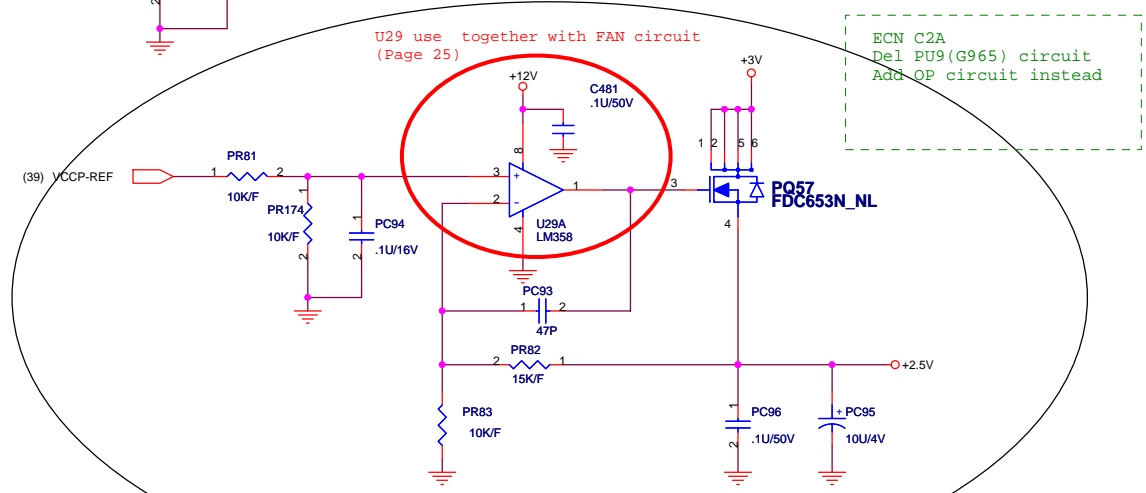 2
U29 use together with FAN circuit
(Page 25)
ECN C2A
Del PU9(G965) circuit
Add OP circuit instead
+12V
C481
.1U/50V
+3V
8
1 2 5 6
(39) VCCP-REF
1 PR81 2
10K/F
3 +
2 -
1
4
U29A
LM358
3
PQ57
FDC653N_NL
4
1
PR174
10K/F
2
1
PC94
.1U/16V
2
PC93
1 2
47P
PR82
2 1
15K/F
+2.5V
PR83
10K/F
1
PC96
.1U/50V
2
+ PC95
10U/4V